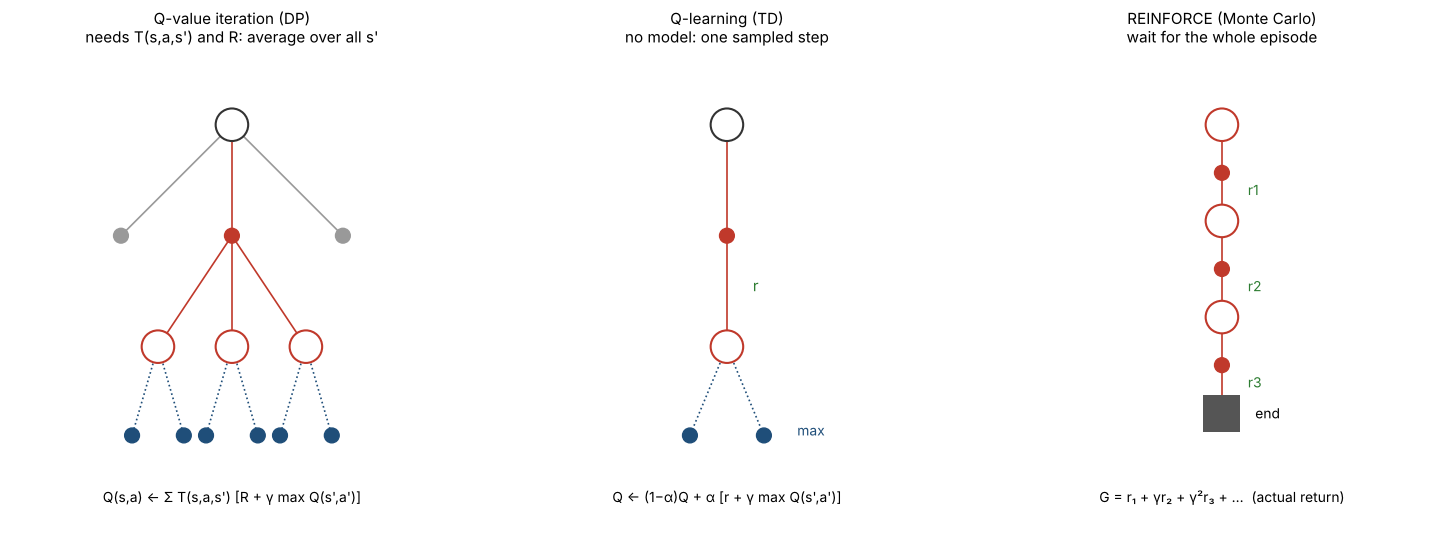 Q-value iteration (DP)
needs T(s,a,s') and R: average over all s'
Q(s,a) ← Σ T(s,a,s') [R + γ max Q(s',a')]
Q-learning (TD)
no model: one sampled step
r
max
Q ← (1−α)Q + α [r + γ max Q(s',a')]
REINFORCE (Monte Carlo)
wait for the whole episode
r1
r2
r3
end
G = r₁ + γr₂ + γ²r₃ + ... (actual return)